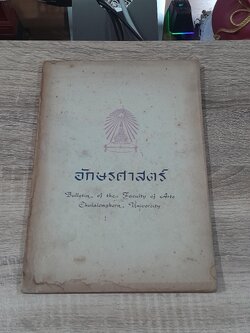 อักษรศาสตร์
Bulletin of the Faculty of Arts
Chulalongkorn University